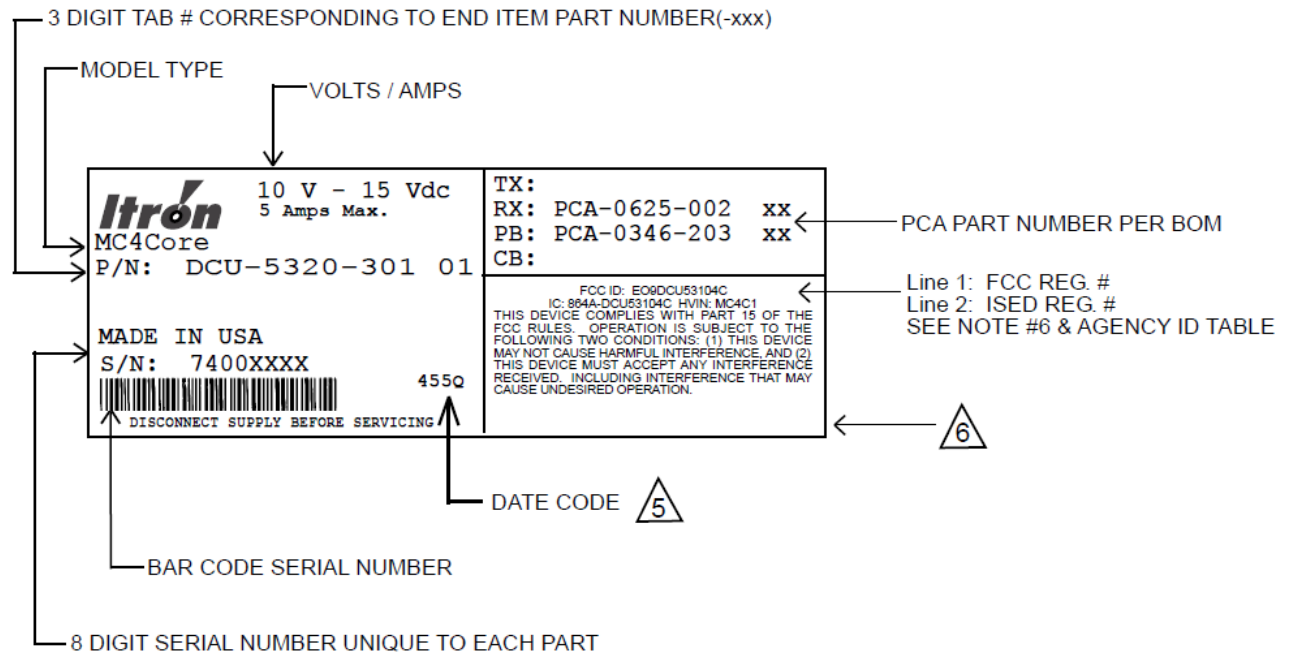 3 DIGIT TAB # CORRESPONDING TO END ITEM PART NUMBER(-xxx)
MODEL TYPE
VOLTS / AMPS
Itrón
10 V - 15 Vdc
5 Amps Max.
MC4Core
P/N: DCU-5320-301 01
MADE IN USA
S/N: 7400XXXX
455Q
DISCONNECT SUPPLY BEFORE SERVICING
TX:
RX: PCA-0625-002 xx
PB: PCA-0346-203 xx
CB:
FCC ID: EO9DCU53104C
IC: 864A-DCU53104C HVIN: MC4C1
THIS DEVICE COMPLIES WITH PART 15 OF THE
FCC RULES. OPERATION IS SUBJECT TO THE
FOLLOWING TWO CONDITIONS: (1) THIS DEVICE
MAY NOT CAUSE HARMFUL INTERFERENCE, AND (2)
THIS DEVICE MUST ACCEPT ANY INTERFERENCE
RECEIVED. INCLUDING INTERFERENCE THAT MAY
CAUSE UNDESIRED OPERATION.
PCA PART NUMBER PER BOM
Line 1: FCC REG. #
Line 2: ISED REG. #
SEE NOTE #6 & AGENCY ID TABLE
6
DATE CODE 5
BAR CODE SERIAL NUMBER
8 DIGIT SERIAL NUMBER UNIQUE TO EACH PART